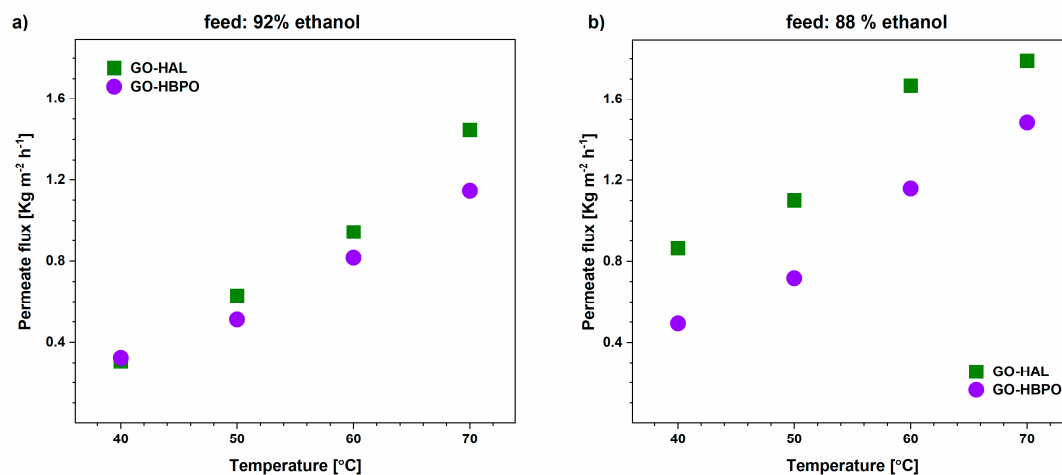 a)
feed: 92% ethanol
GO-HAL
GO-HBPO
1.6
1.2
0.8
0.4
Permeate flux [Kg m-2 h-1]
40 50 60 70
Temperature [°C]
b)
feed: 88 % ethanol
1.6
1.2
0.8
0.4
Permeate flux [Kg m-2 h-1]
GO-HAL
GO-HBPO
40 50 60 70
Temperature [°C]